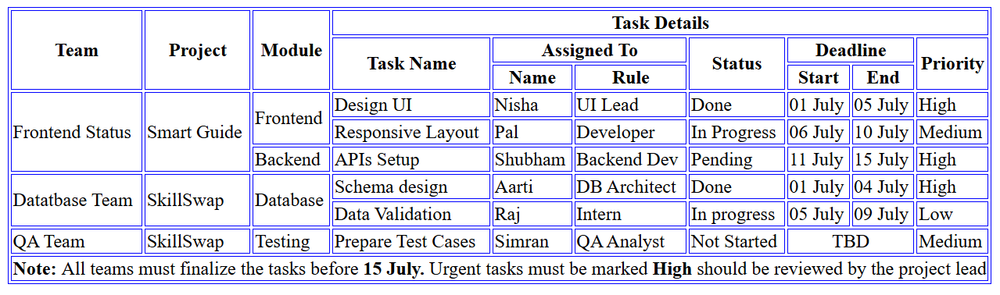 Task Details
Team Project Module Task Name Assigned To Status Deadline Priority
Name Rule Start End
Frontend Status Smart Guide Frontend Design UI Nisha UI Lead Done 01 July 05 July High
Responsive Layout Pal Developer In Progress 06 July 10 July Medium
Backend APIs Setup Shubham Backend Dev Pending 11 July 15 July High
Datatbase Team SkillSwap Database Schema design Aarti DB Architect Done 01 July 04 July High
Data Validation Raj Intern In progress 05 July 09 July Low
QA Team SkillSwap Testing Prepare Test Cases Simran QA Analyst Not Started TBD Medium
Note: All teams must finalize the tasks before 15 July. Urgent tasks must be marked High should be reviewed by the project lead